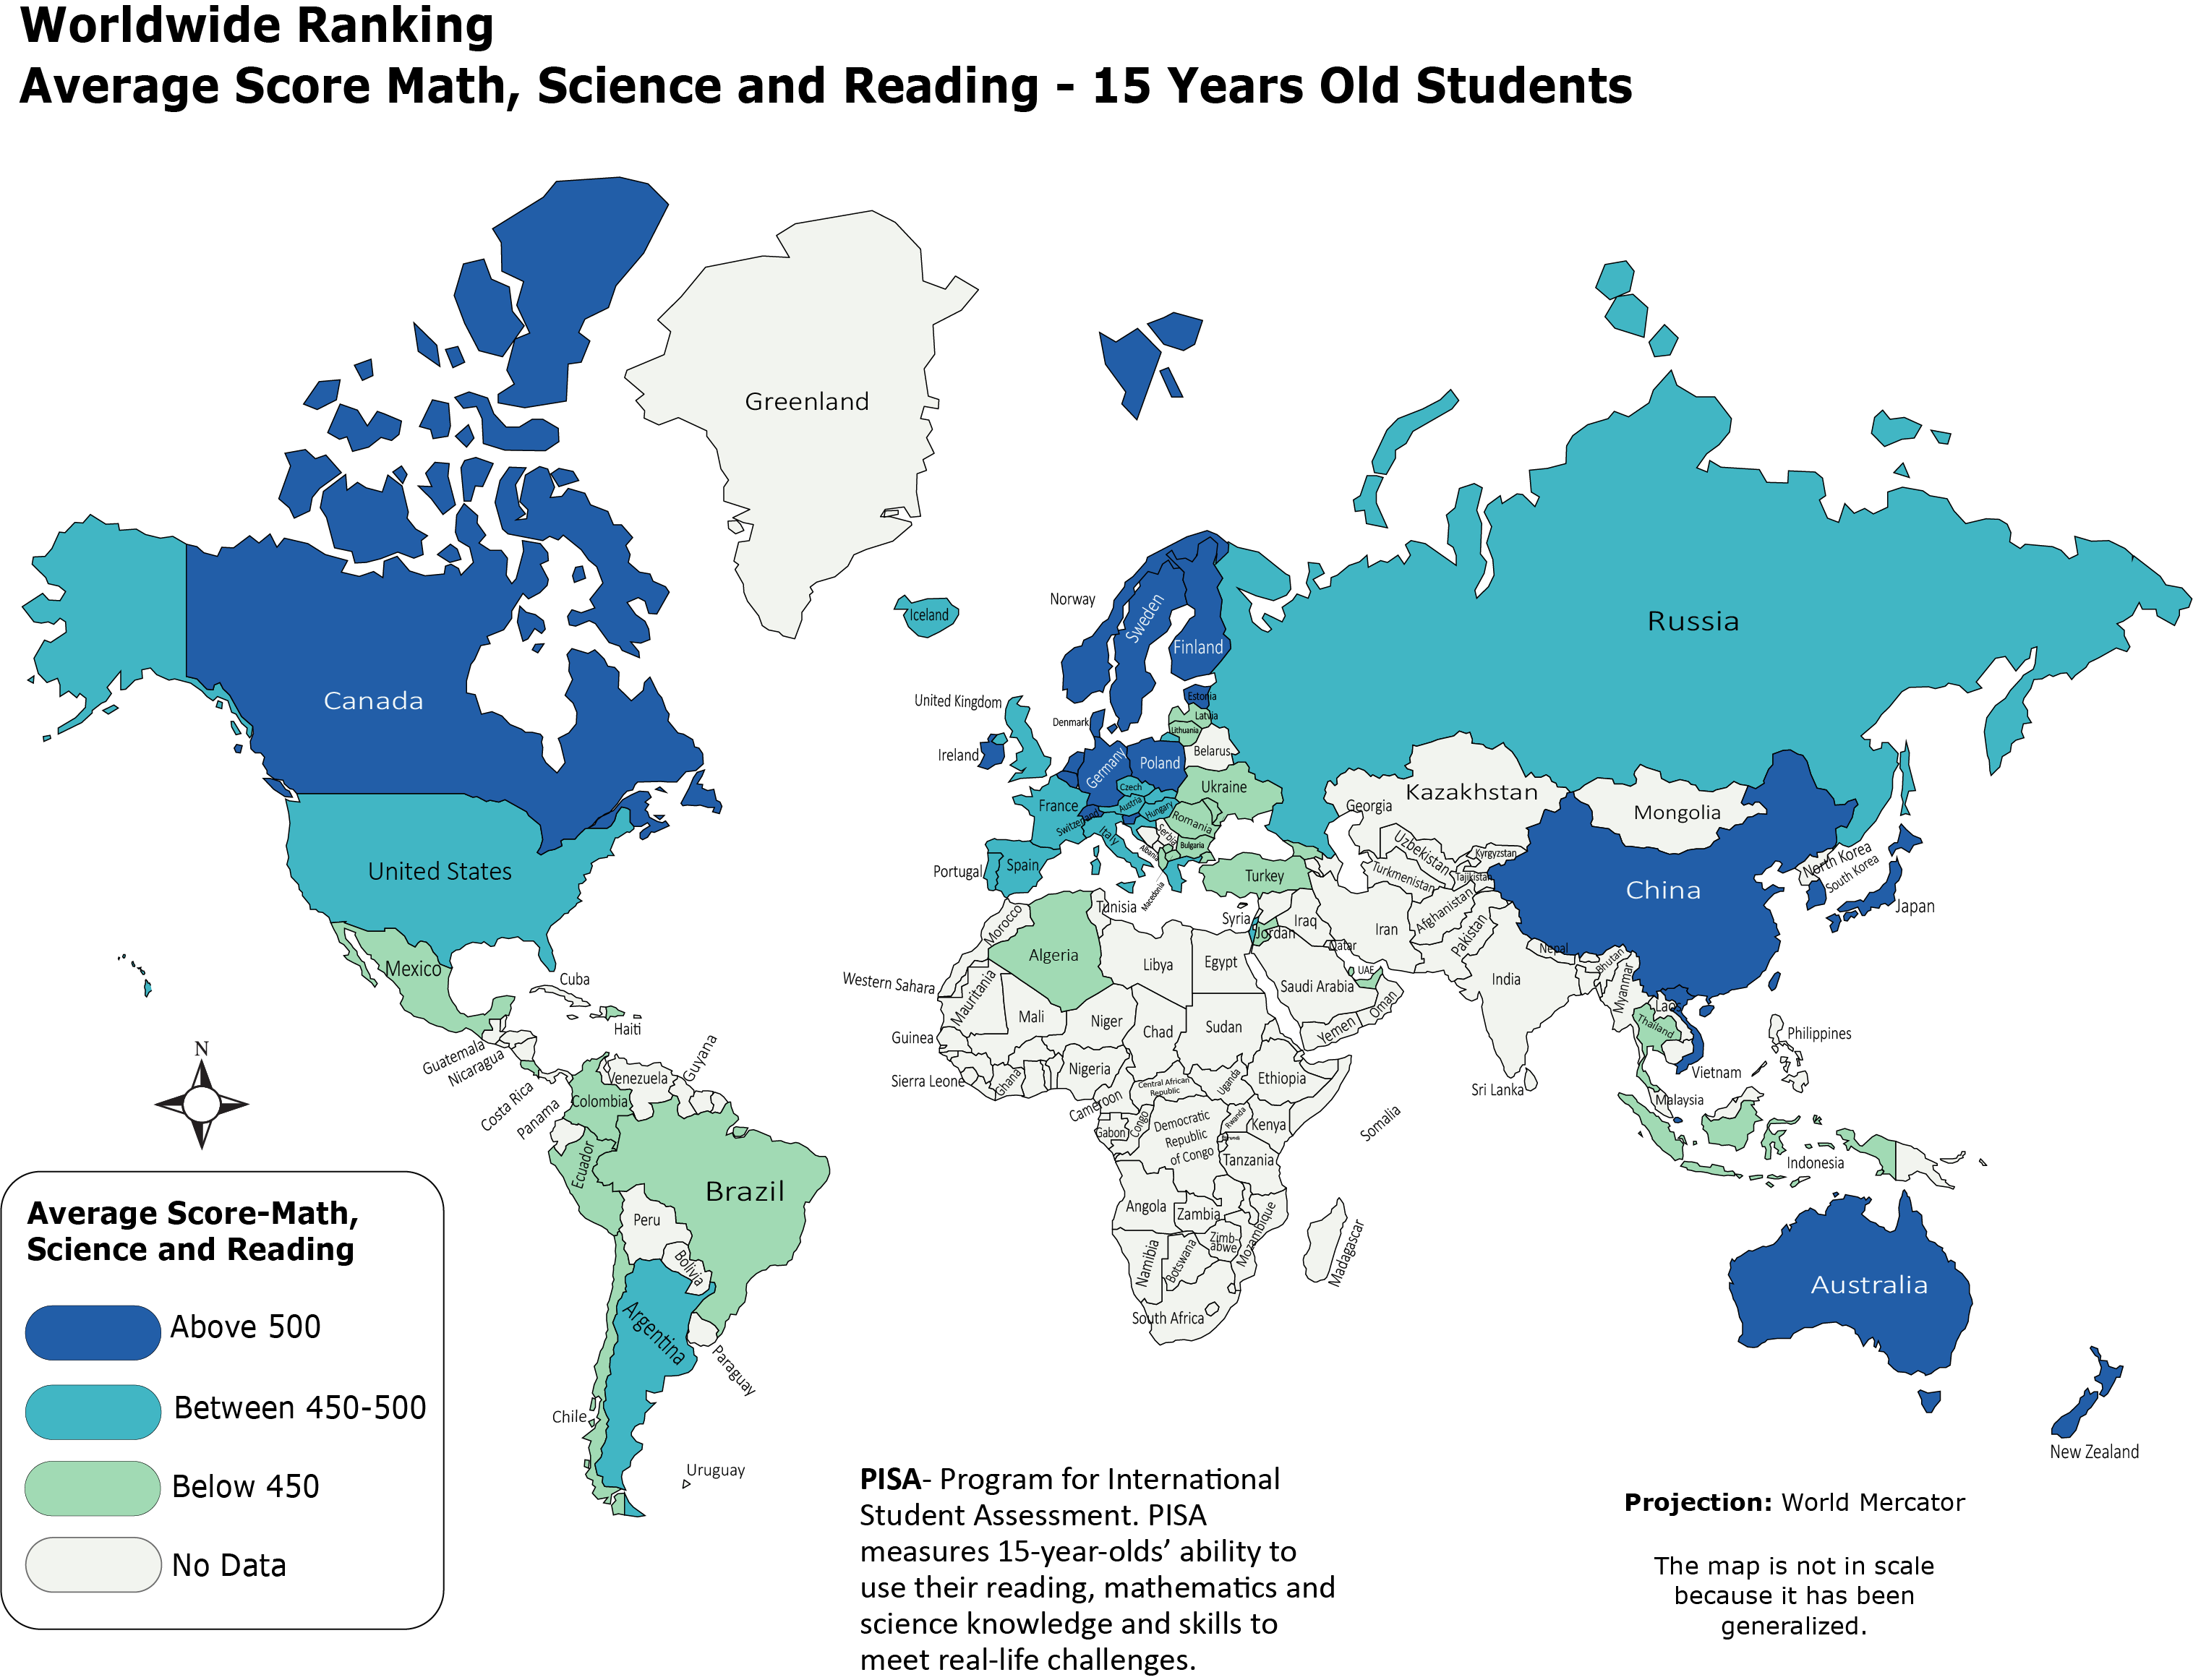 Worldwide Ranking
Average Score Math, Science and Reading - 15 Years Old Students
Greenland
Iceland
Norway
Sweden
Finland
Russia
Canada
United Kingdom
Estonia
Latvia
Denmark
Lithuania
Ireland
Belarus
Germany
Poland
Ukraine
Czech
France
Austria
Hungary
Switzerland
Romania
Italy
Serbia
Bulgaria
Albania
Macedonia
Portugal
Spain
Turkey
Georgia
Kazakhstan
Mongolia
Uzbekistan
Kyrgyzstan
Turkmenistan
Tajikistan
North Korea
South Korea
China
Japan
United States
Mexico
Cuba
Haiti
Guatemala
Nicaragua
Costa Rica
Panama
Venezuela
Guyana
Colombia
Ecuador
Brazil
Peru
Bolivia
Argentina
Paraguay
Chile
Uruguay
Morocco
Tunisia
Algeria
Libya
Egypt
Western Sahara
Mauritania
Mali
Niger
Chad
Sudan
Guinea
Sierra Leone
Ghana
Nigeria
Cameroon
Central African
Republic
Uganda
Ethiopia
Somalia
Gabon
Congo
Democratic
Republic
of Congo
Rwanda
Kenya
Tanzania
Angola
Zambia
Mozambique
Zimb-
abwe
Namibia
Botswana
Madagascar
South Africa
Syria
Jordan
Iraq
Iran
Afghanistan
Pakistan
Qatar
UAE
Saudi Arabia
Oman
Yemen
Nepal
Bhutan
India
Myanmar
Sri Lanka
Laos
Thailand
Vietnam
Philippines
Malaysia
Indonesia
Australia
New Zealand
N
Average Score-Math,
Science and Reading
Above 500
Between 450-500
Below 450
No Data
PISA- Program for International
Student Assessment. PISA
measures 15-year-olds’ ability to
use their reading, mathematics and
science knowledge and skills to
meet real-life challenges.
Projection: World Mercator
The map is not in scale
because it has been
generalized.